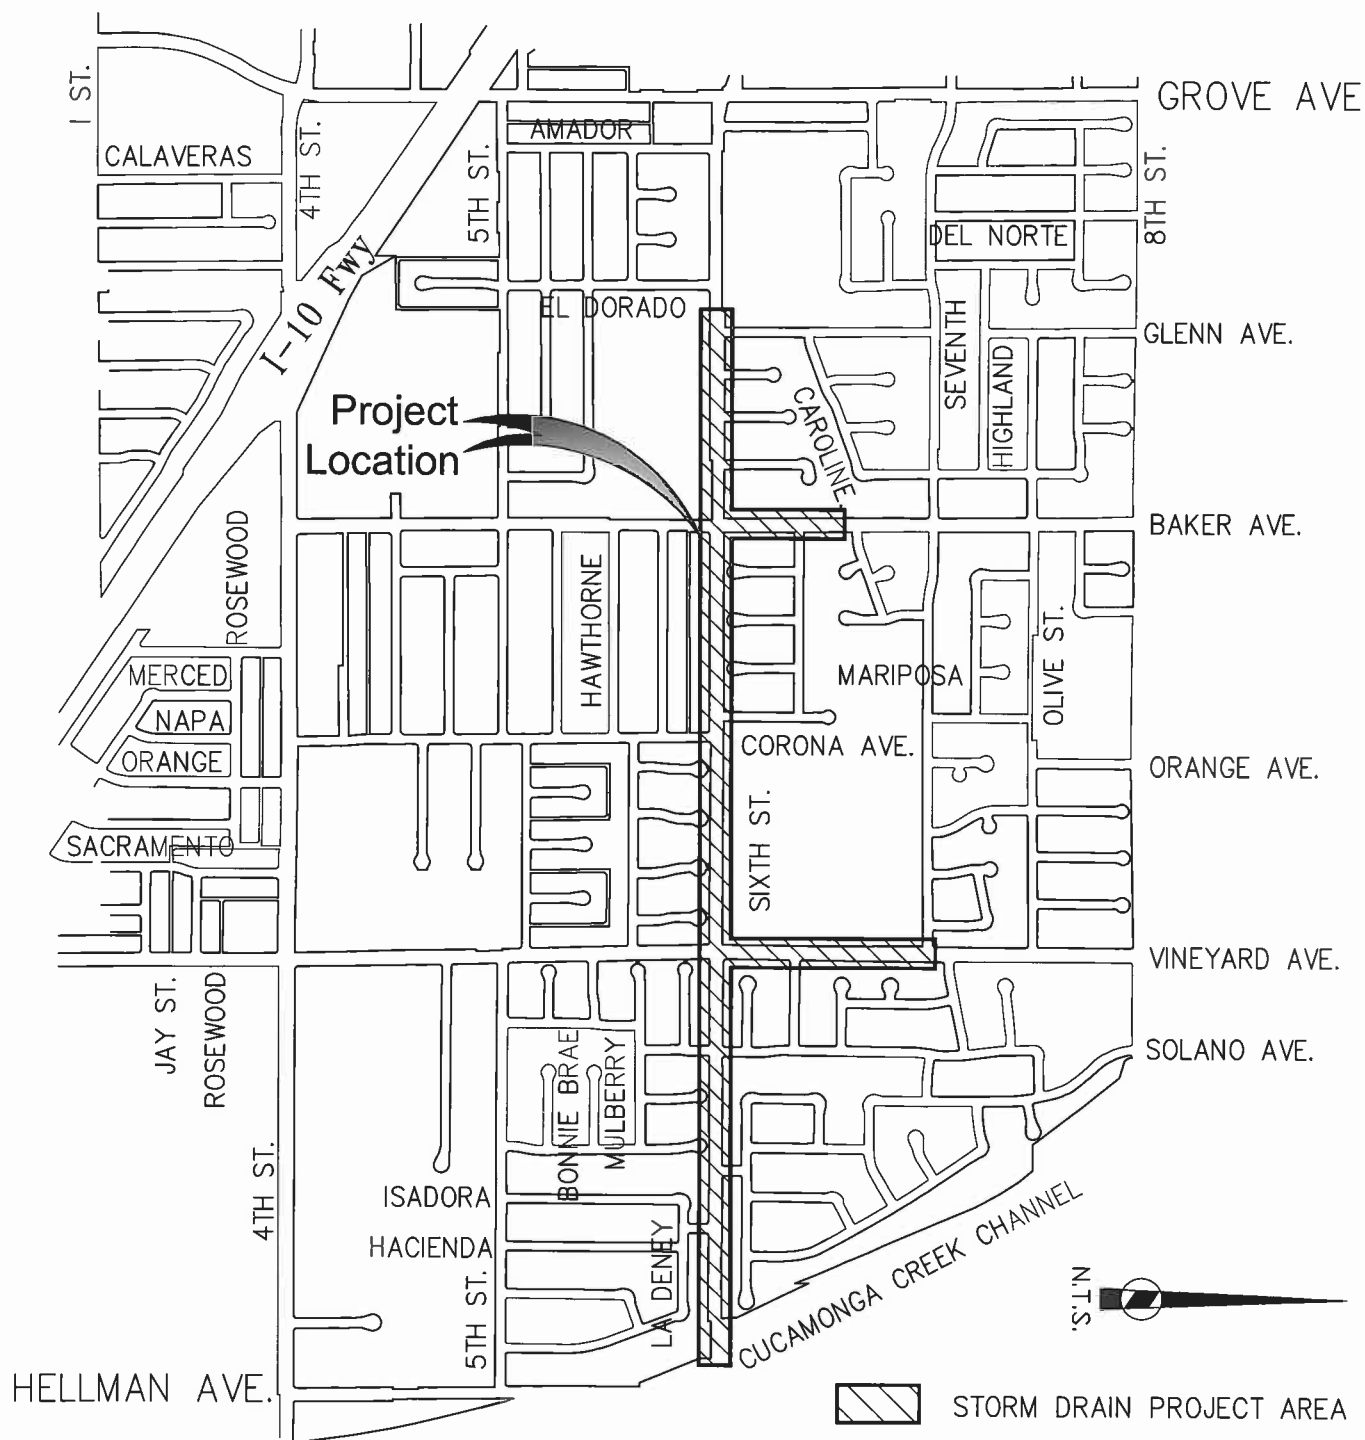 GROVE AVE
I ST.
CALAVERAS
4TH ST.
5TH ST.
AMADOR
8TH ST.
DEL NORTE
I-10 Fwy
EL DORADO
GLENN AVE.
SEVENTH
HIGHLAND
CAROLINE
Project
Location
BAKER AVE.
ROSEWOOD
HAWTHORNE
MERCED
NAPA
ORANGE
MARIPOSA
OLIVE ST.
CORONA AVE.
ORANGE AVE.
SIXTH ST.
SACRAMENTO
VINEYARD AVE.
JAY ST.
ROSEWOOD
BONNIE BRAE
MULBERRY
SOLANO AVE.
4TH ST.
ISADORA
HACIENDA
5TH ST.
LA DENEY
CUCAMONGA CREEK CHANNEL
N.T.S.
HELLMAN AVE.
STORM DRAIN PROJECT AREA